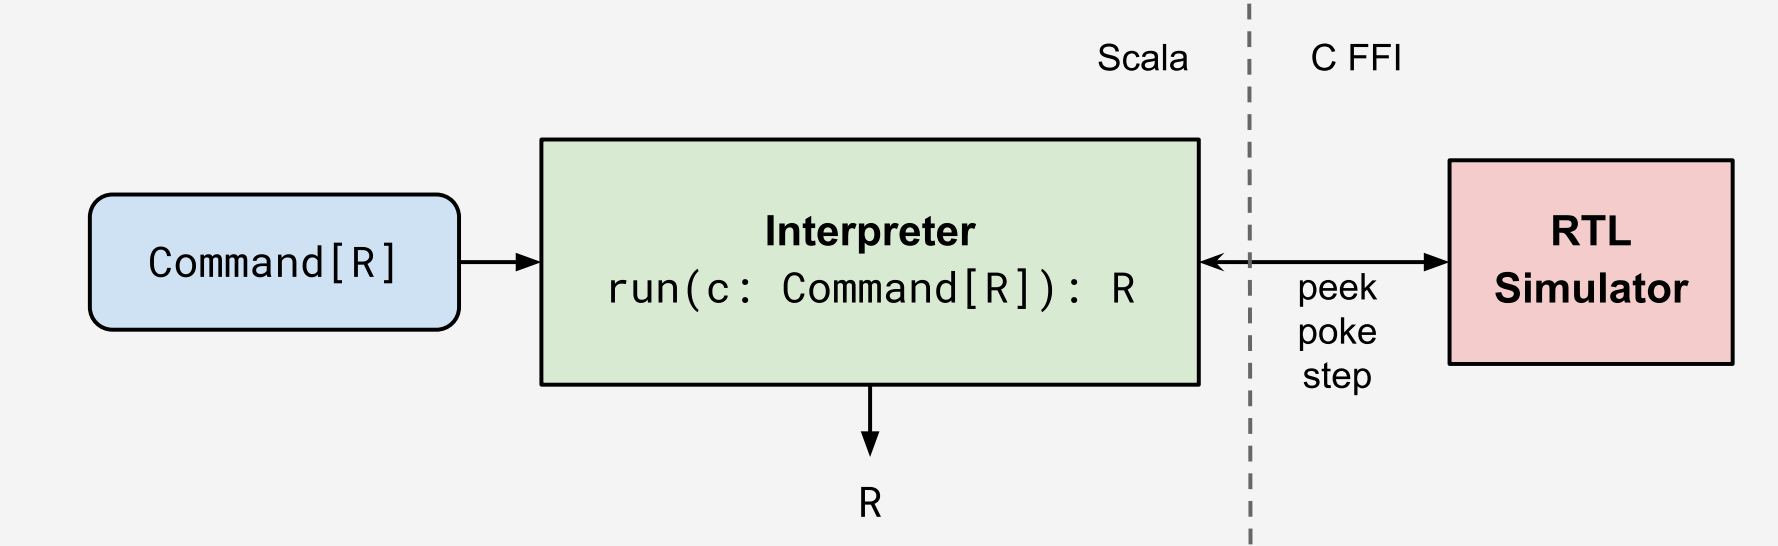 Scala
C FFI
Command[R]
Interpreter
run(c: Command[R]): R
peek
poke
step
RTL
Simulator
R